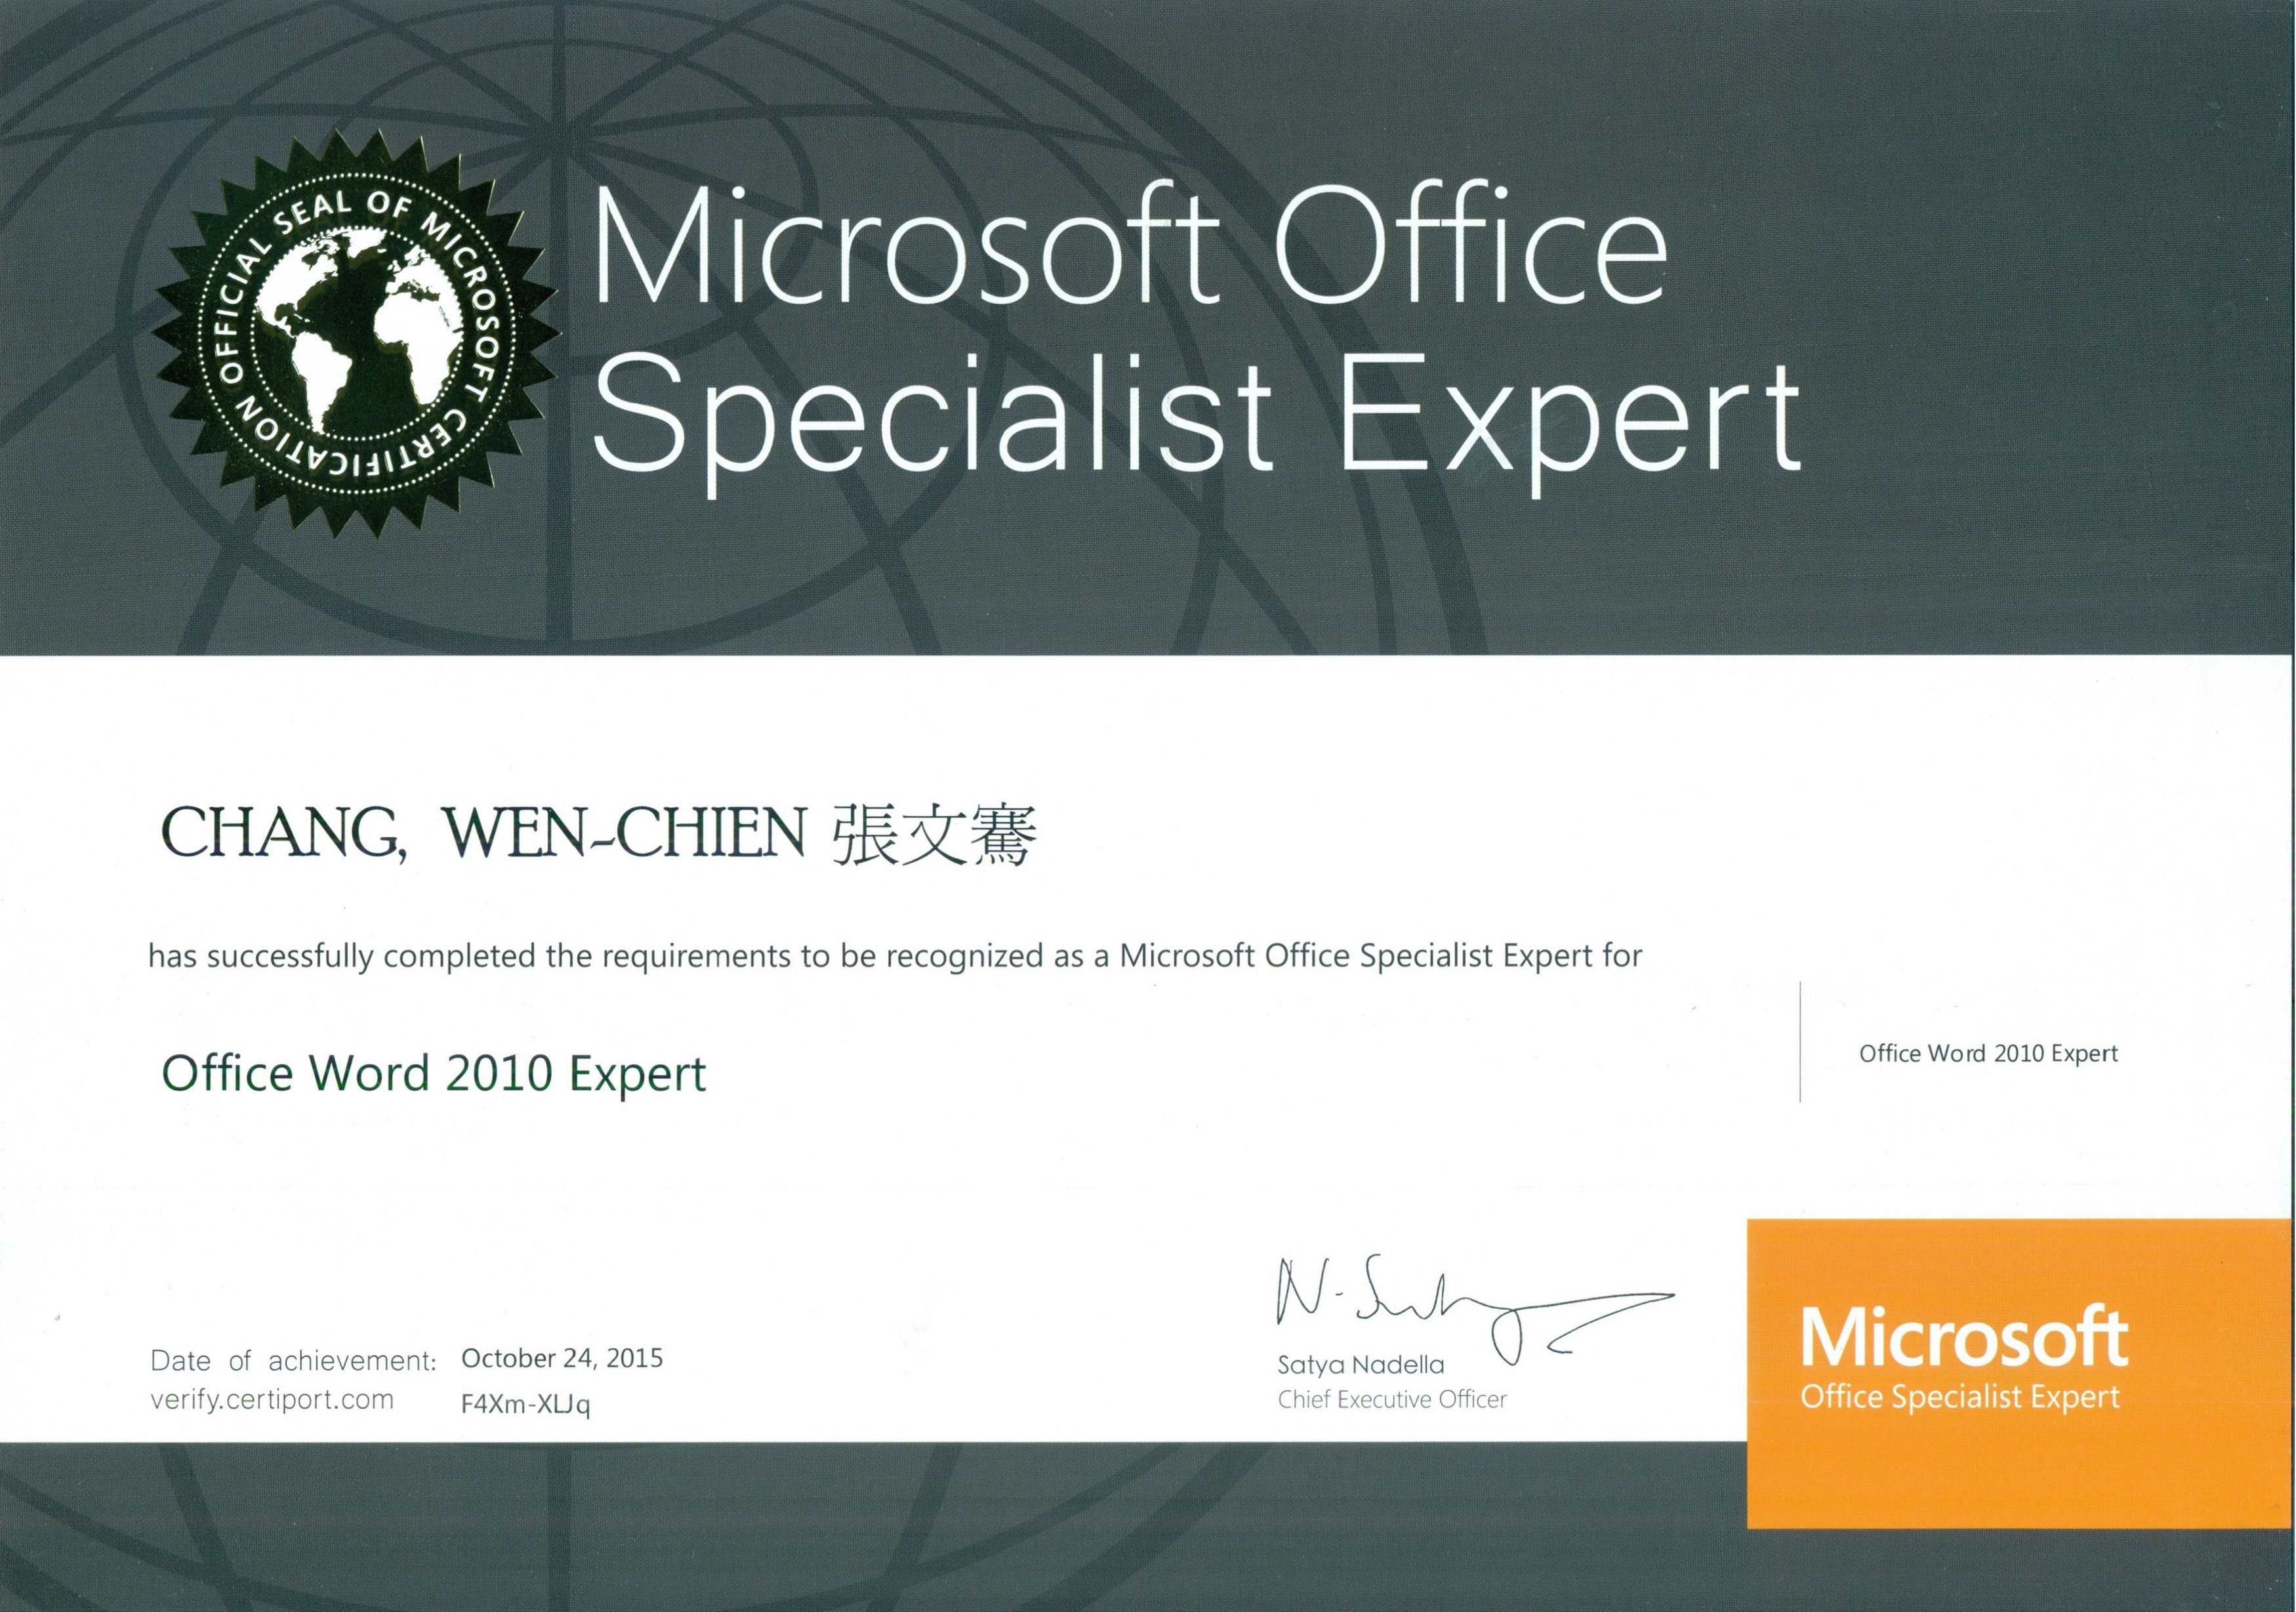 OFFICIAL SEAL OF MICROSOFT CERTIFICATION
Microsoft Office
Specialist Expert
CHANG, WEN-CHIEN 張文騫
has successfully completed the requirements to be recognized as a Microsoft Office Specialist Expert for
Office Word 2010 Expert
Office Word 2010 Expert
Date of achievement: October 24, 2015
verify.certiport.com F4Xm-XLJq
Satya Nadella
Chief Executive Officer
Microsoft
Office Specialist Expert